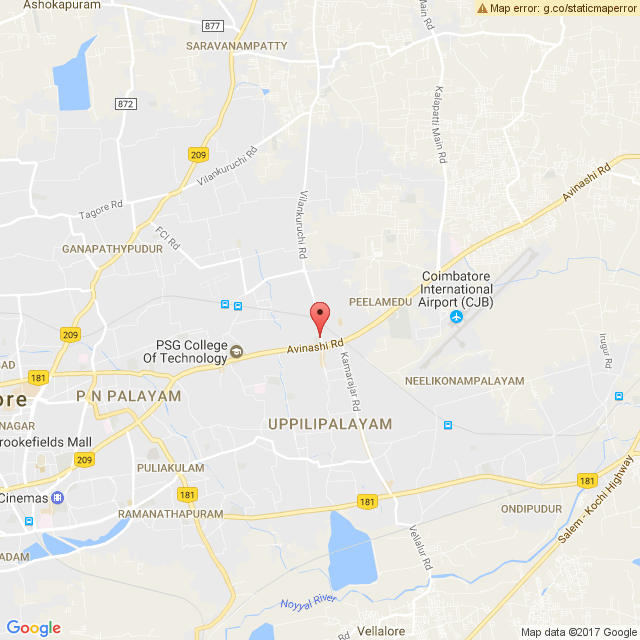 Ashokapuram
Map error: g.co/staticmaperror
877
SARAVANAMPATTY
Main Rd
872
Kalapatti Main Rd
209
Vilankuruchi Rd
Avinashi Rd
Tagore Rd
Vilankuruchi Rd
FCI Rd
GANAPATHYPUDUR
Coimbatore
International
Airport (CJB)
PEELAMEDU
209
PSG College
Of Technology
Avinashi Rd
Irugur Rd
BAD
181
Kamarajar Rd
NEELIKONAMPALAYAM
ore
P N PALAYAM
NAGAR
UPPILIPALAYAM
rookefields Mall
209
PULIAKULAM
181
Cinemas
181
181
RAMANATHAPURAM
ONDIPUDUR
Salem - Kochi Highway
Vellalur Rd
ADAM
Noyyal River
Google
Vellalore
Map data ©2017 Google